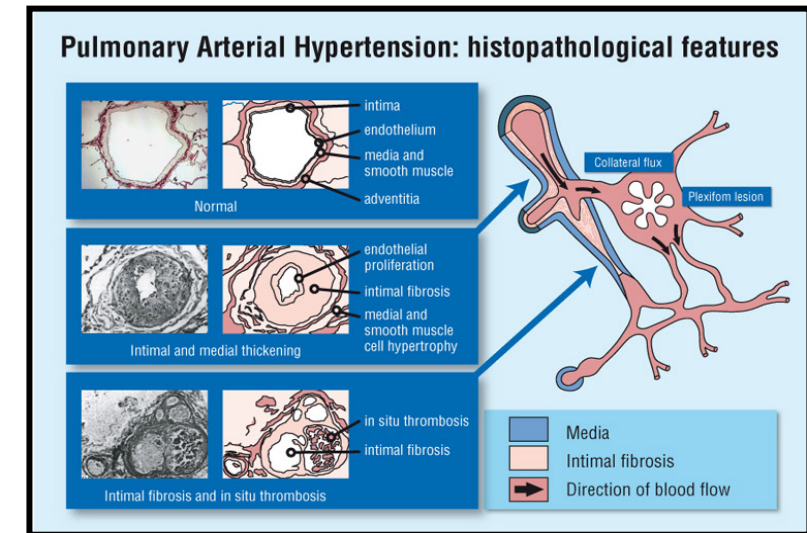 Pulmonary Arterial Hypertension: histopathological features
intima
endothelium
media and
smooth muscle
adventitia
Normal
endothelial
proliferation
intimal fibrosis
medial and
smooth muscle
cell hypertrophy
Intimal and medial thickening
in situ thrombosis
intimal fibrosis
Intimal fibrosis and in situ thrombosis
Collateral flux
Plexifom lesion
Media
Intimal fibrosis
Direction of blood flow